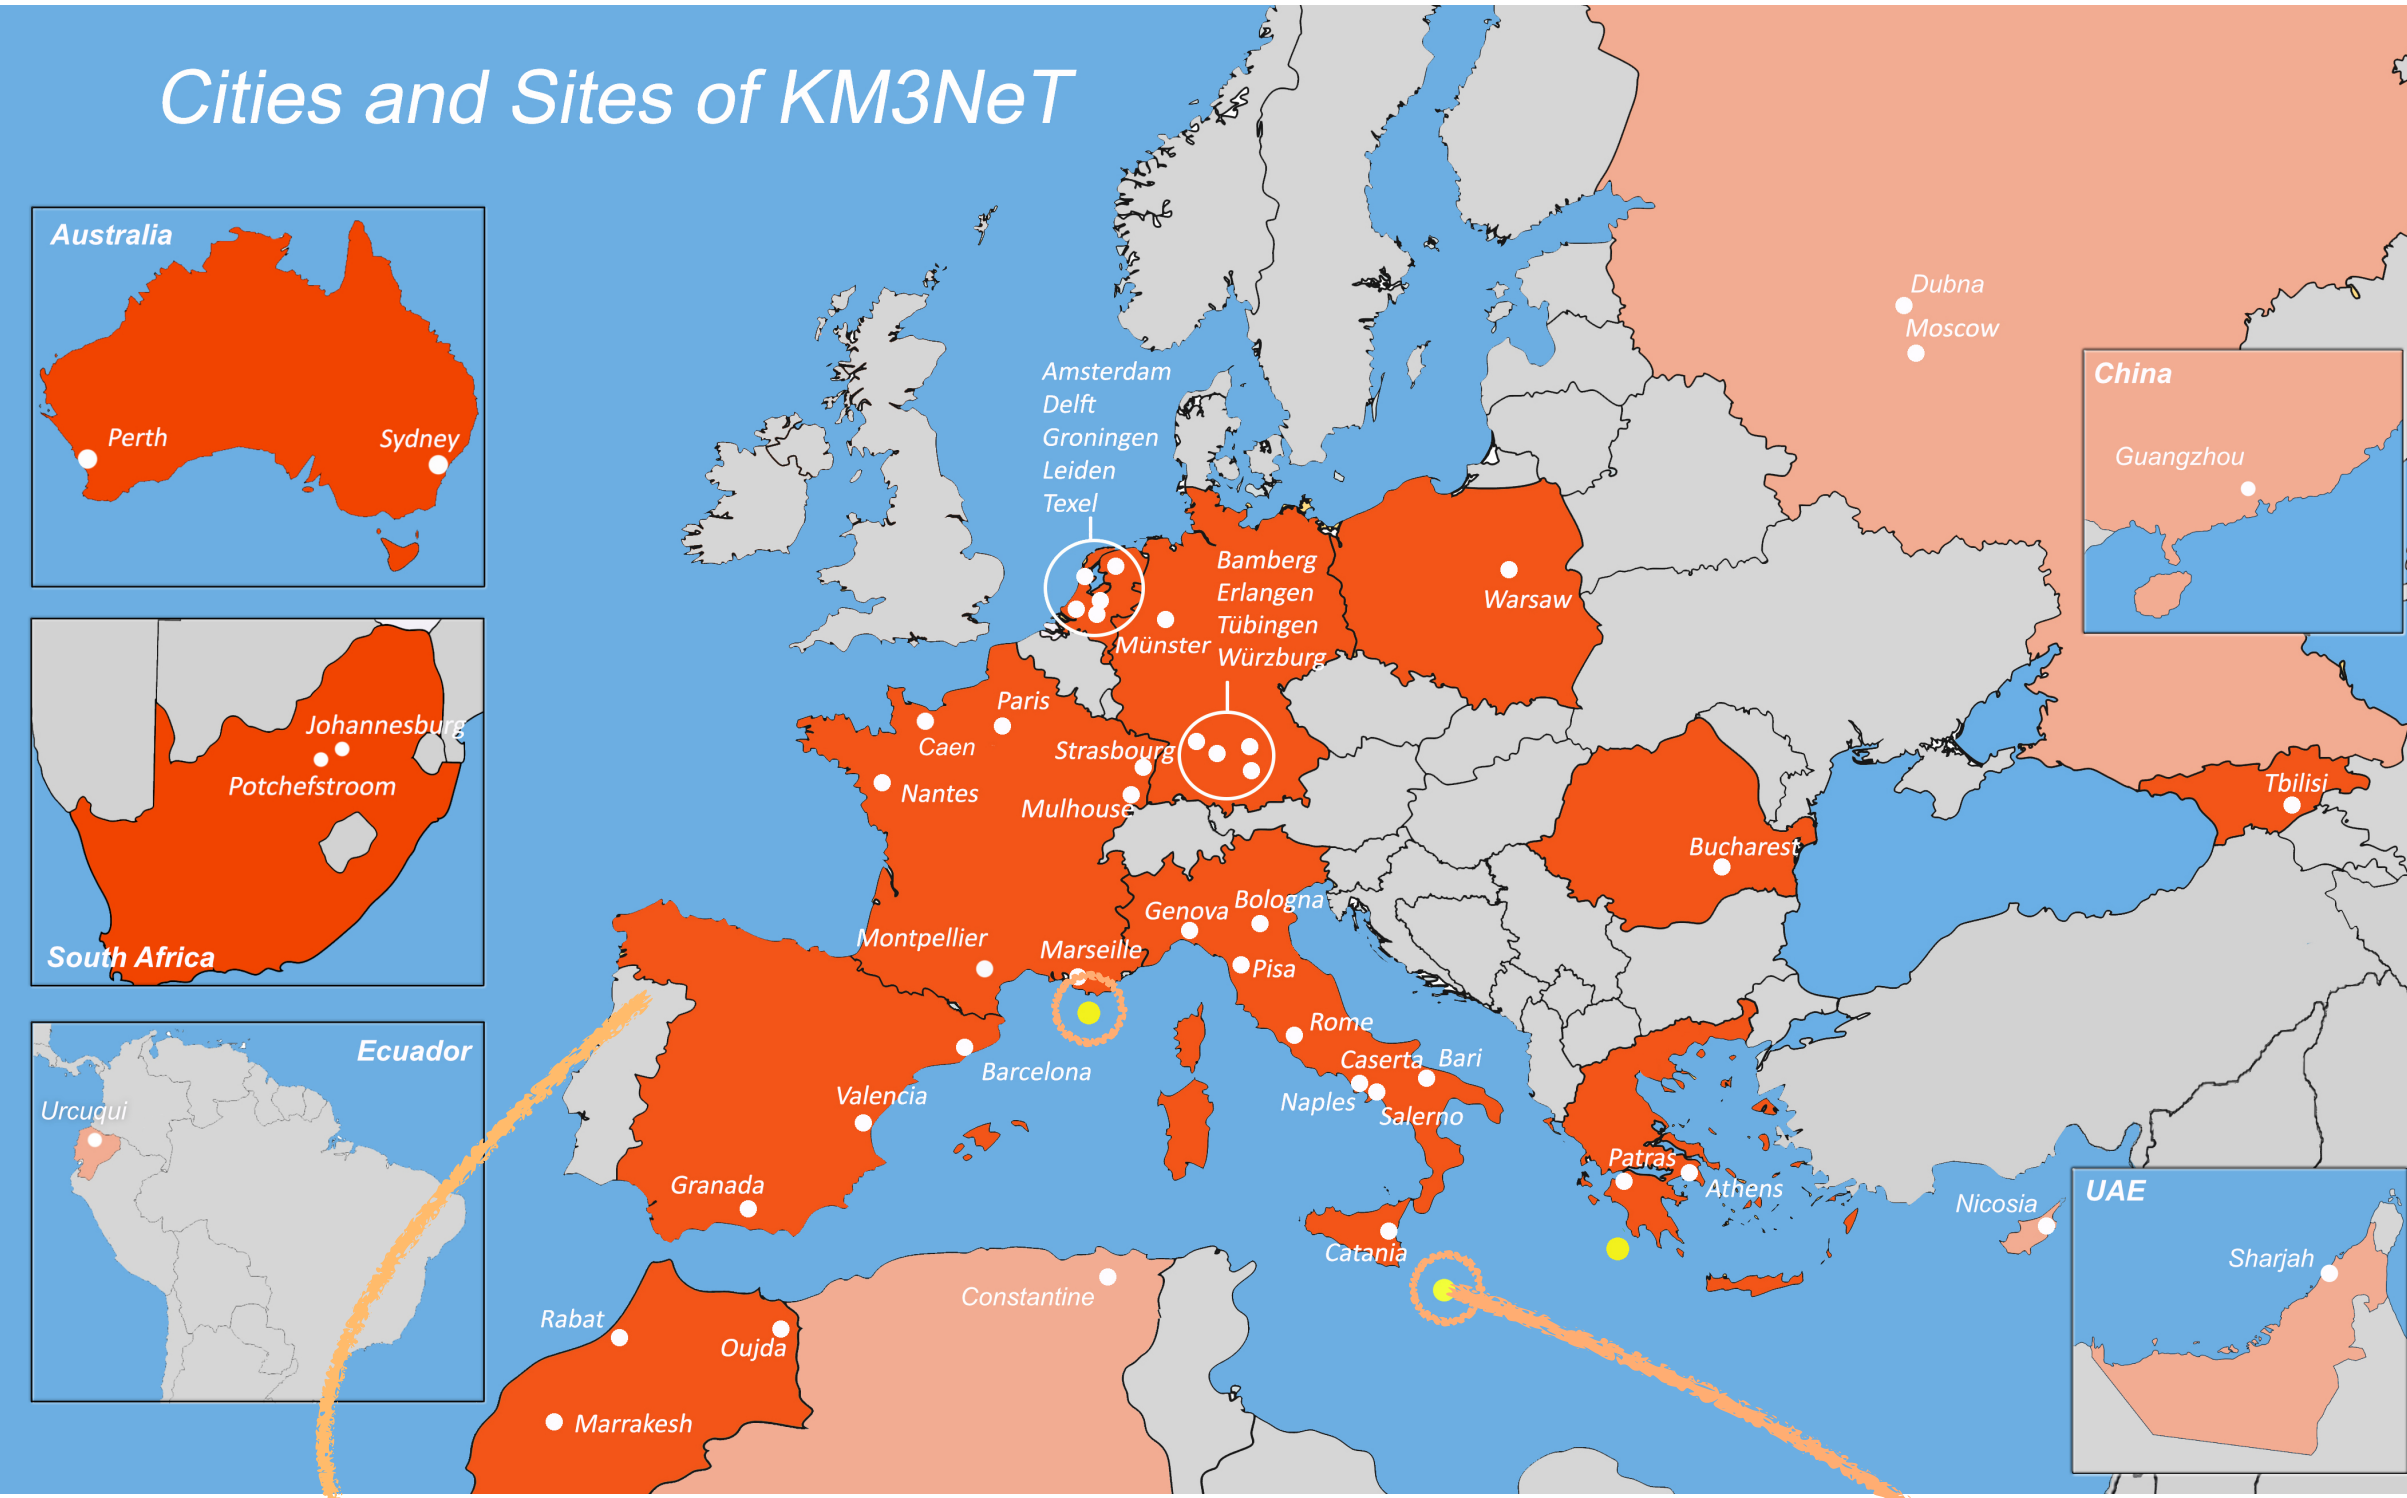 Cities and Sites of KM3NeT
Australia
Perth
Sydney
Johannesburg
Potchefstroom
South Africa
Ecuador
Urcuqui
Amsterdam
Delft
Groningen
Leiden
Texel
Bamberg
Erlangen
Tübingen
Würzburg
Münster
Warsaw
Dubna
Moscow
China
Guangzhou
Paris
Caen
Strasbourg
Nantes
Mulhouse
Tbilisi
Bucharest
Montpellier
Marseille
Genova
Bologna
Pisa
Rome
Caserta
Bari
Naples
Salerno
Barcelona
Valencia
Granada
Catania
Patras
Athens
Nicosia
UAE
Sharjah
Constantine
Rabat
Oujda
Marrakesh